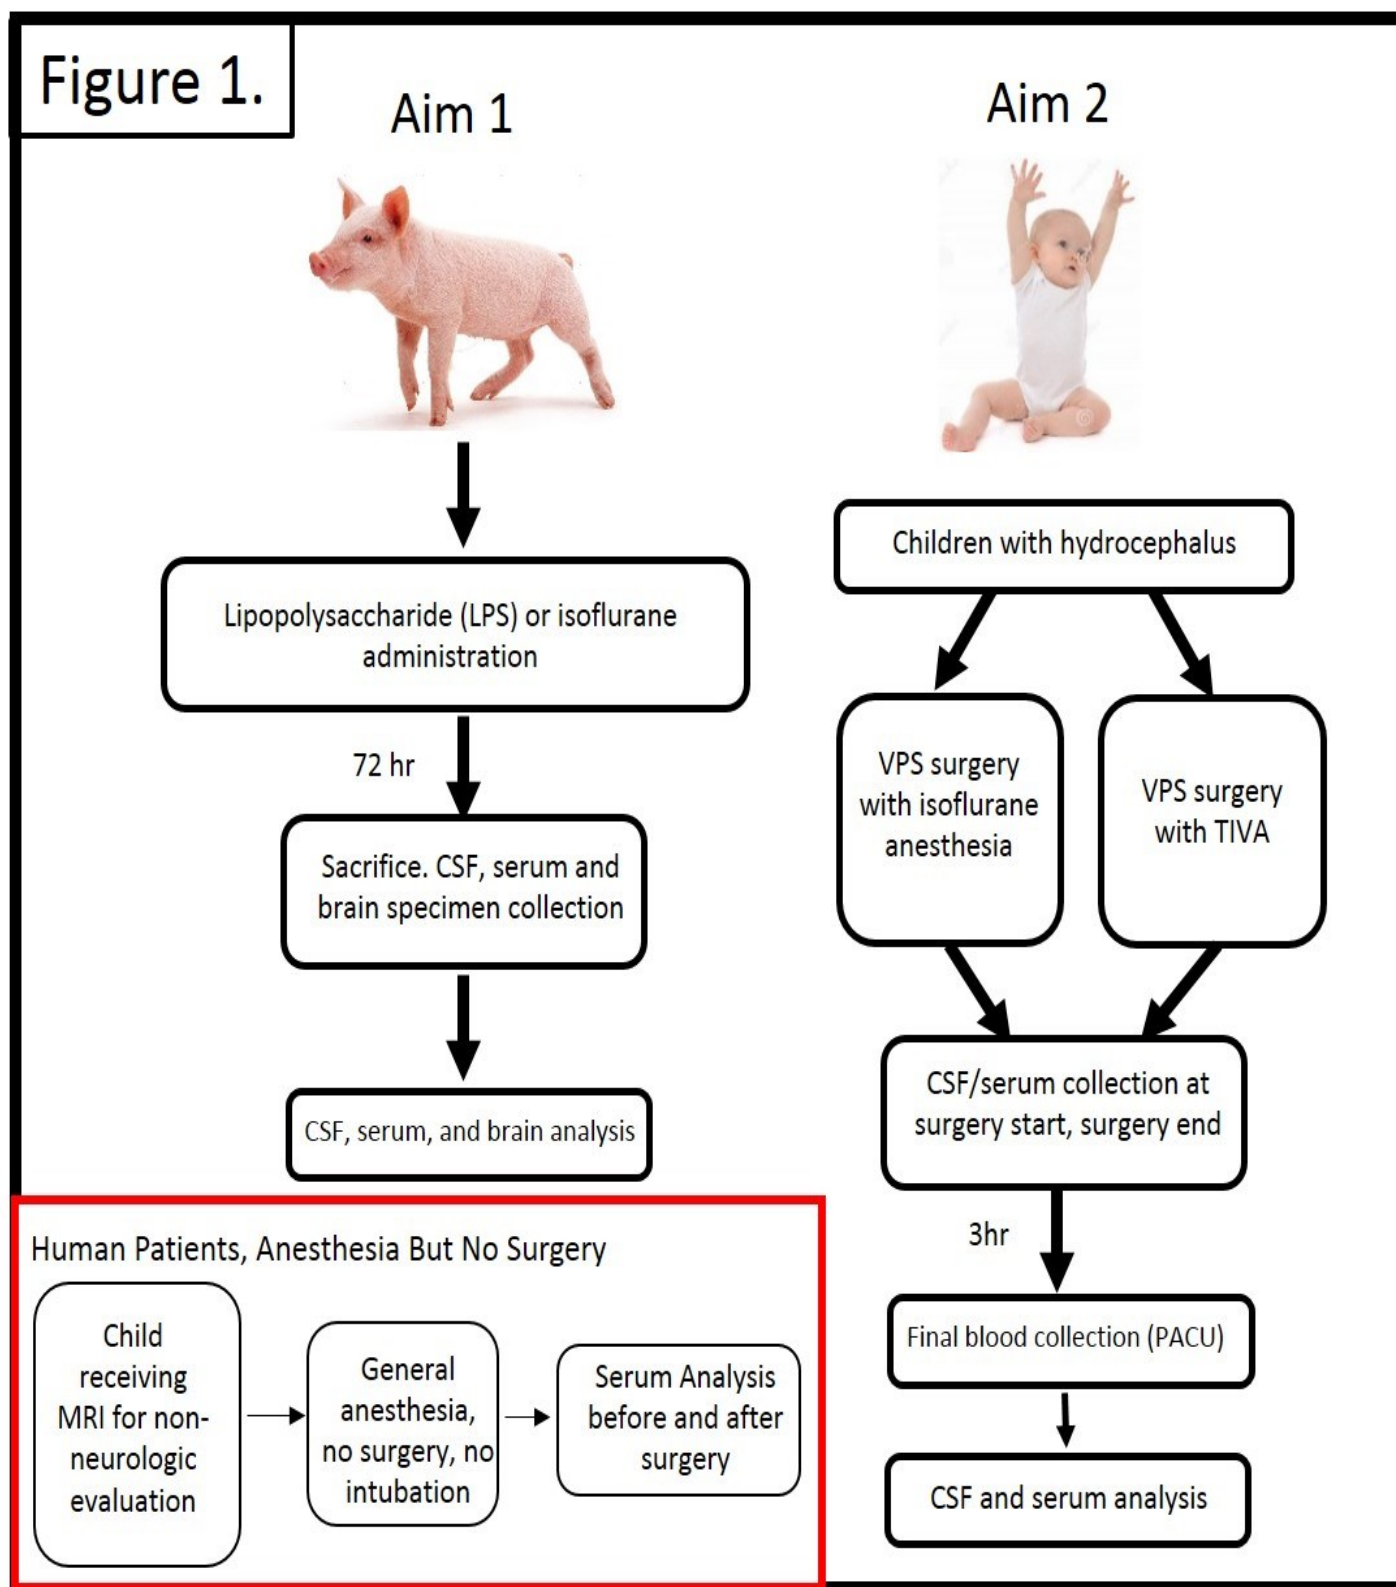 Figure 1.
Aim 1
Lipopolysaccharide (LPS) or isoflurane
administration
72 hr
Sacrifice. CSF, serum and
brain specimen collection
CSF, serum, and brain analysis
Aim 2
Children with hydrocephalus
VPS surgery
with isoflurane
anesthesia
VPS surgery
with TIVA
CSF/serum collection at
surgery start, surgery end
3hr
Final blood collection (PACU)
CSF and serum analysis
Human Patients, Anesthesia But No Surgery
Child
receiving
MRI for non-
neurologic
evaluation
General
anesthesia,
no surgery, no
intubation
Serum Analysis
before and after
surgery